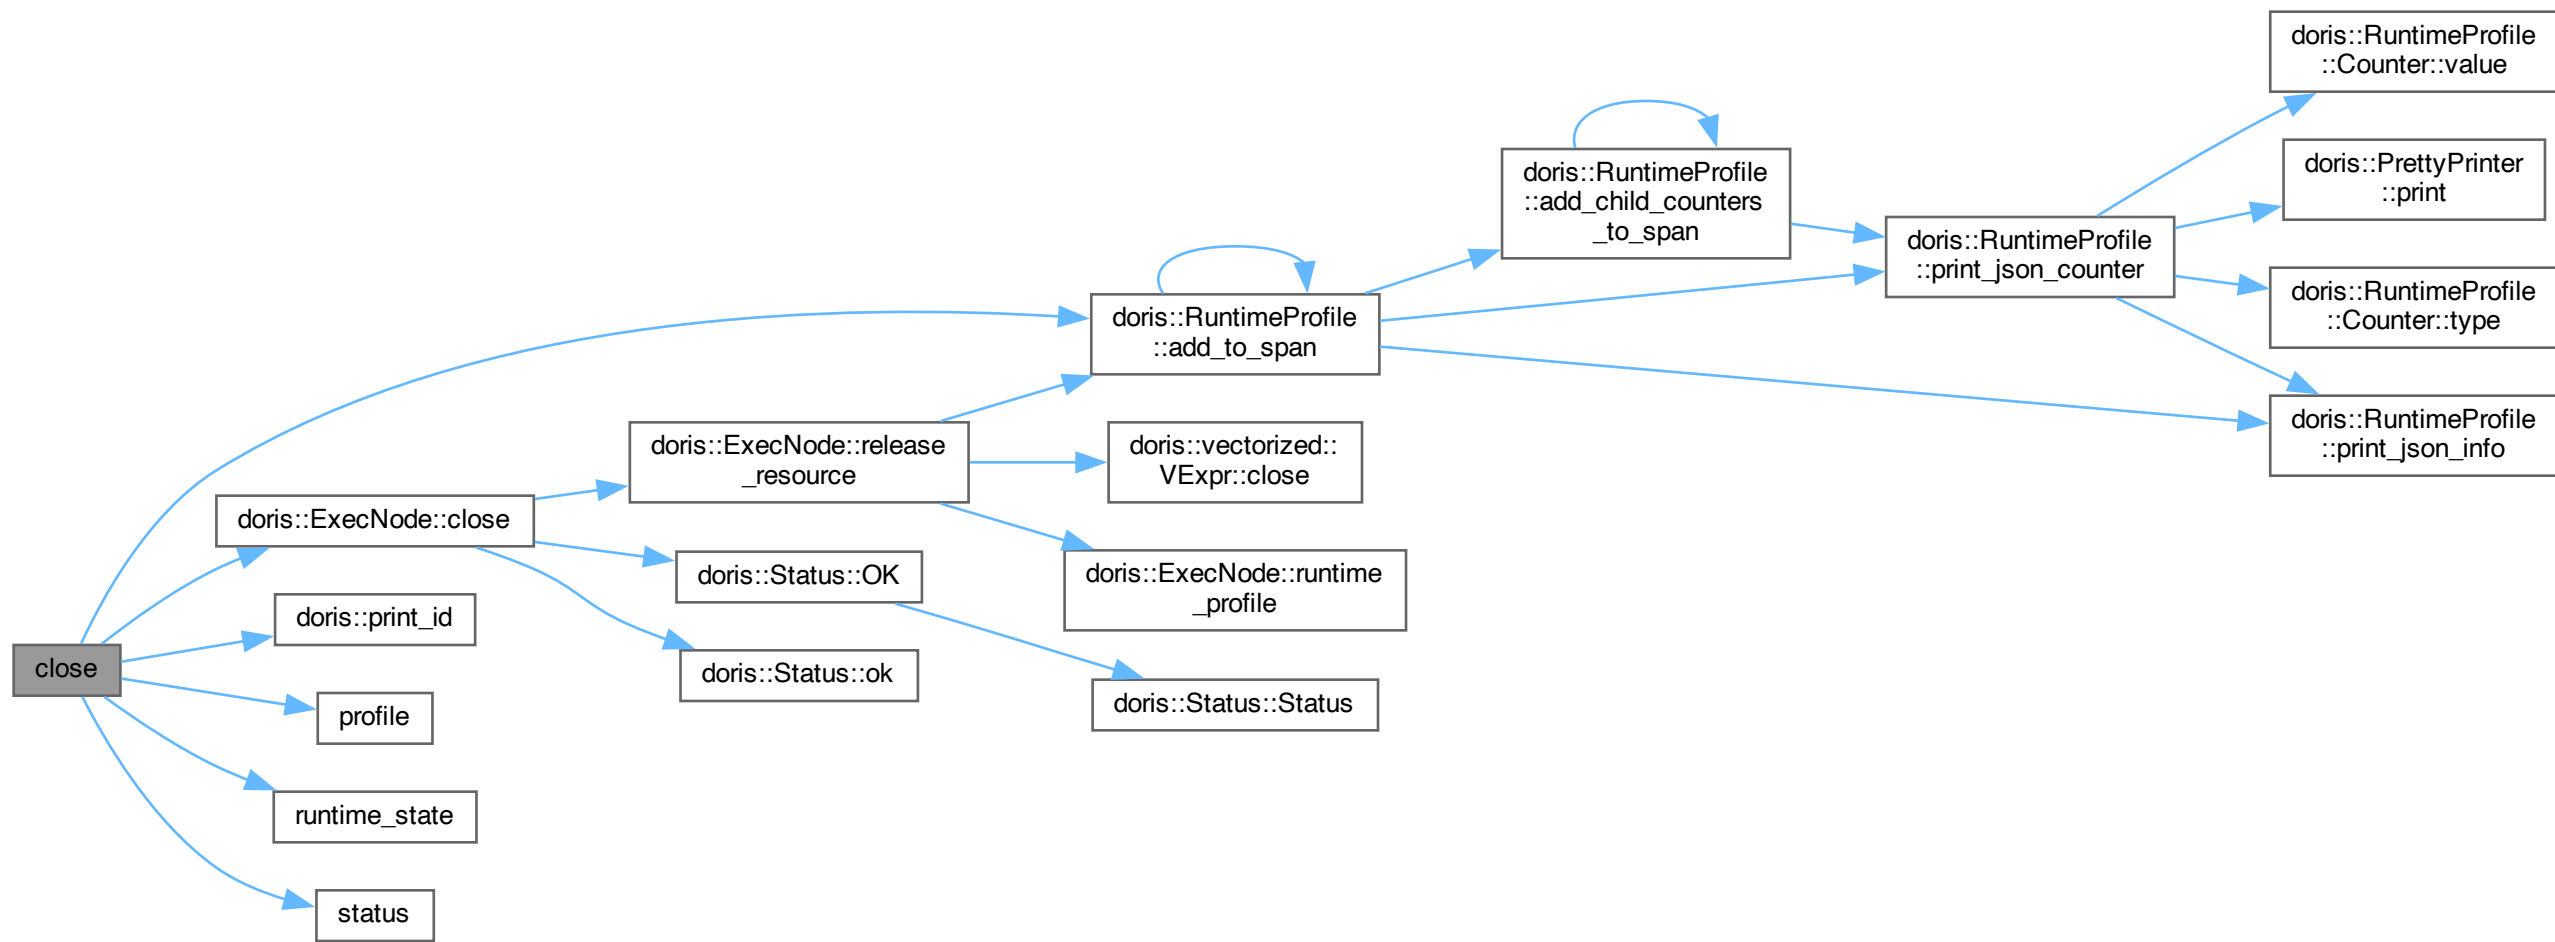 close
doris::ExecNode::close
doris::print_id
profile
runtime_state
status
doris::ExecNode::release
_resource
doris::Status::OK
doris::Status::ok
doris::RuntimeProfile
::add_to_span
doris::vectorized::
VExpr::close
doris::ExecNode::runtime
_profile
doris::Status::Status
doris::RuntimeProfile
::add_child_counters
_to_span
doris::RuntimeProfile
::print_json_counter
doris::RuntimeProfile
::Counter::value
doris::PrettyPrinter
::print
doris::RuntimeProfile
::Counter::type
doris::RuntimeProfile
::print_json_info